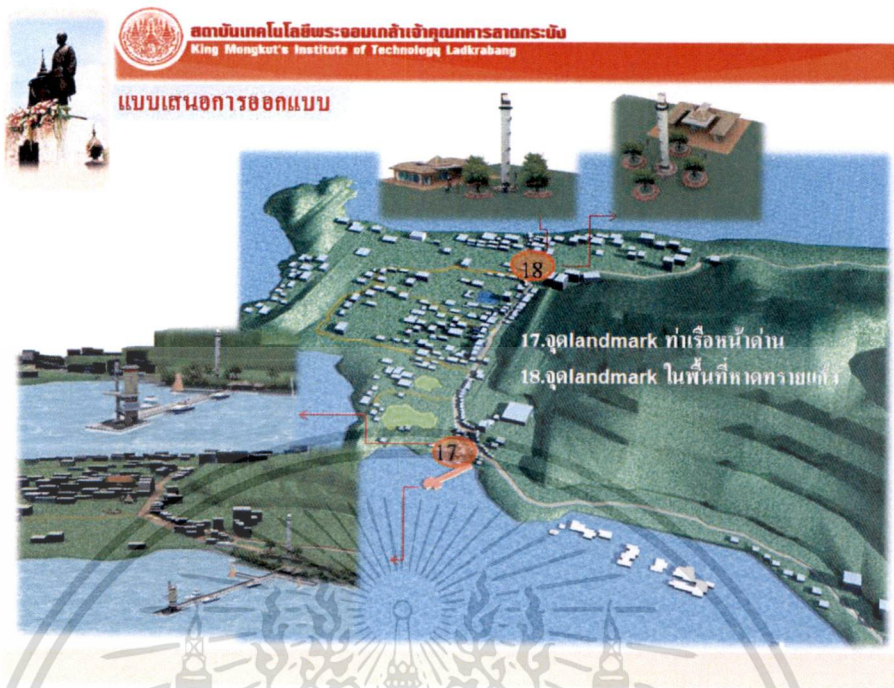 สถาบันเทคโนโลยีพระจอมเกล้าเจ้าคุณทหารลาดกระบัง
King Mongkut's Institute of Technology Ladkrabang
แบบเสนอการออกแบบ
18
17.จุดlandmark ท่าเรือหน้าด่าน
18.จุดlandmark ในพื้นที่หาดทรายแก้ว
17